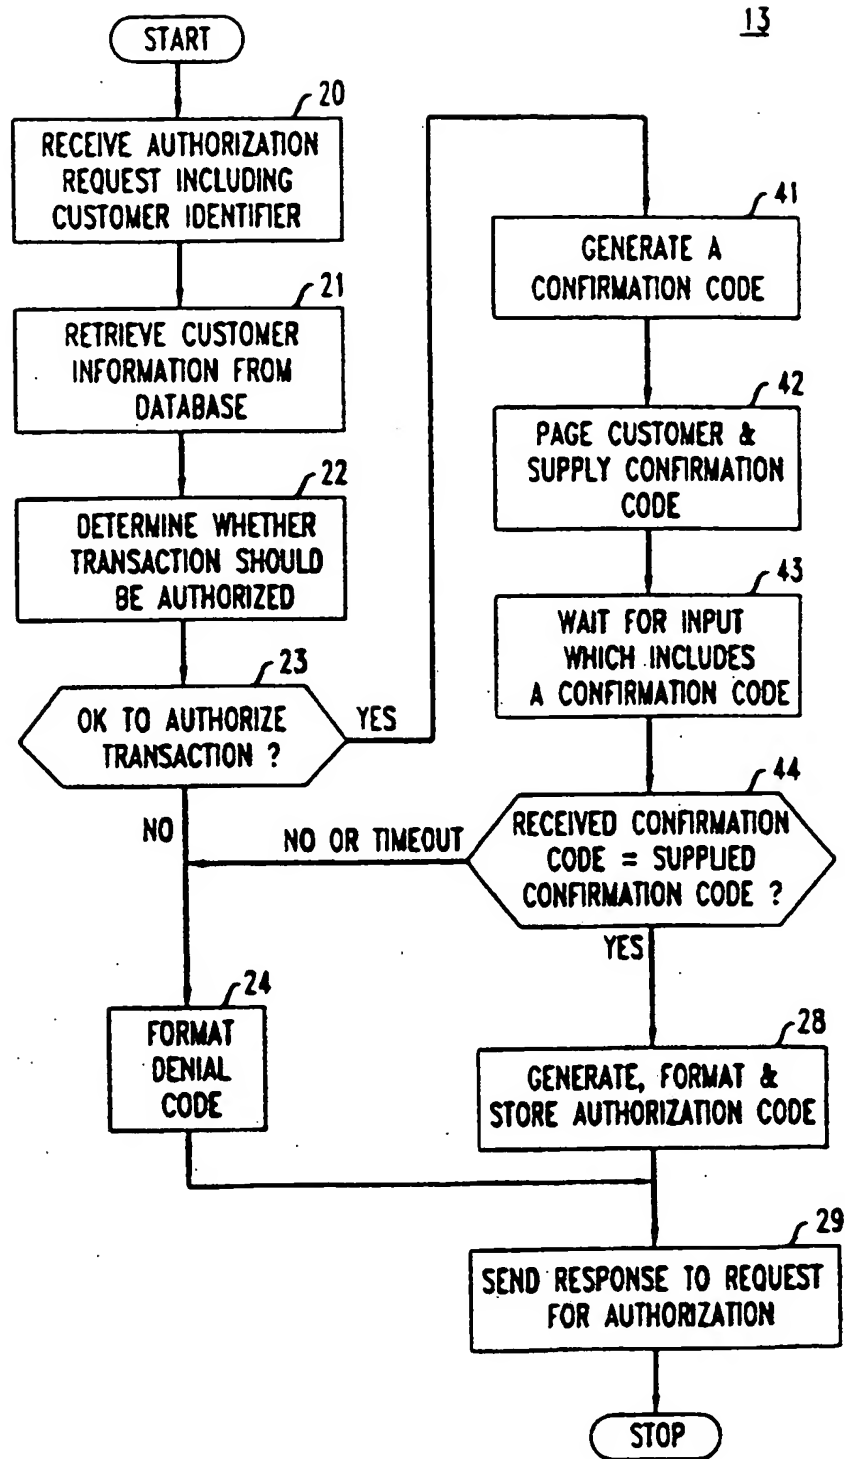 13
START
20
RECEIVE AUTHORIZATION
REQUEST INCLUDING
CUSTOMER IDENTIFIER
21
RETRIEVE CUSTOMER
INFORMATION FROM
DATABASE
22
DETERMINE WHETHER
TRANSACTION SHOULD
BE AUTHORIZED
23
OK TO AUTHORIZE
TRANSACTION ?
YES
NO
41
GENERATE A
CONFIRMATION CODE
42
PAGE CUSTOMER &
SUPPLY CONFIRMATION
CODE
43
WAIT FOR INPUT
WHICH INCLUDES
A CONFIRMATION CODE
44
RECEIVED CONFIRMATION
CODE = SUPPLIED
CONFIRMATION CODE ?
NO OR TIMEOUT
YES
24
FORMAT
DENIAL
CODE
28
GENERATE, FORMAT &
STORE AUTHORIZATION CODE
29
SEND RESPONSE TO REQUEST
FOR AUTHORIZATION
STOP